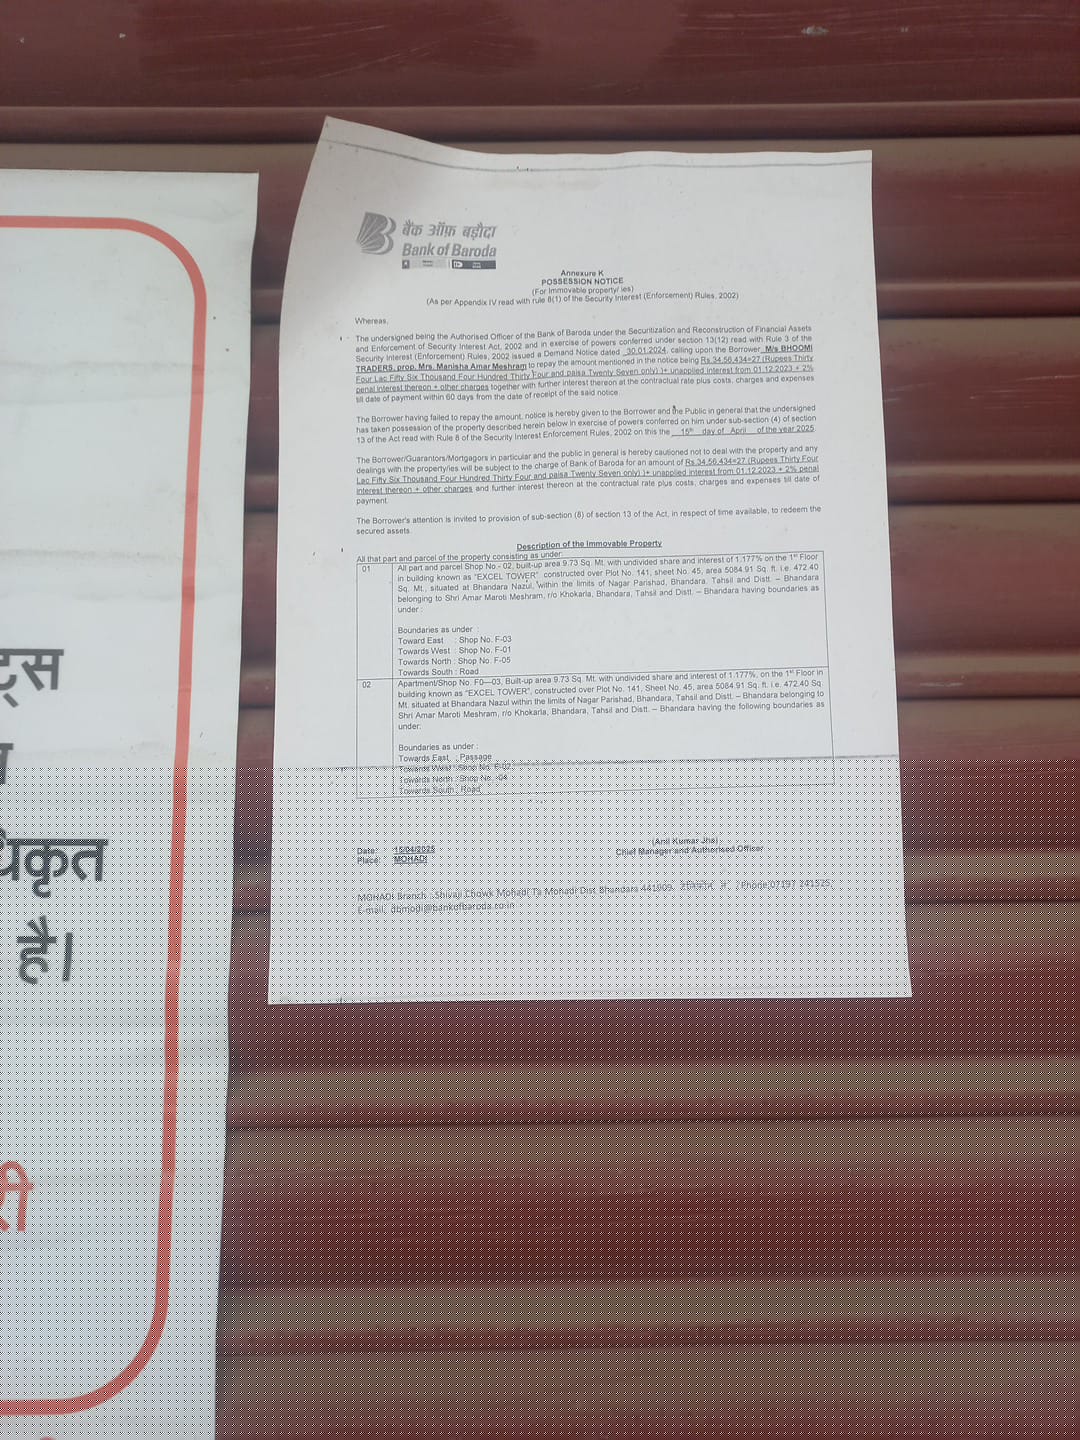 बैंक ऑफ़ बड़ौदा
Bank of Baroda
Annexure K
POSSESSION NOTICE
(For Immovable property/ies)
(As per Appendix IV read with rule 8(1) of the Security Interest (Enforcement) Rules, 2002)
Whereas,
The undersigned being the Authorised Officer of the Bank of Baroda under the Securitization and Reconstruction of Financial Assets
and Enforcement of Security Interest Act, 2002 and in exercise of powers conferred under section 13(12) read with Rule 3 of the
Security Interest (Enforcement) Rules, 2002 issued a Demand Notice dated 30.01.2024, calling upon the Borrower M/s BHOOMI
TRADERS, prop. Mrs. Manisha Amar Meshram to repay the amount mentioned in the notice being Rs.34,56,434=27 (Rupees Thirty
Four Lac Fifty Six Thousand Four Hundred Thirty Four and paisa Twenty Seven only) )+ unapplied interest from 01.12.2023 + 2%
penal interest thereon + other charges together with further interest thereon at the contractual rate plus costs, charges and expenses
till date of payment within 60 days from the date of receipt of the said notice.
The Borrower having failed to repay the amount, notice is hereby given to the Borrower and the Public in general that the undersigned
has taken possession of the property described herein below in exercise of powers conferred on him under sub-section (4) of section
13 of the Act read with Rule 8 of the Security Interest Enforcement Rules, 2002 on this the 15th day of April of the year 2025
The Borrower/Guarantors/Mortgagors in particular and the public in general is hereby cautioned not to deal with the property and any
dealings with the property/ies will be subject to the charge of Bank of Baroda for an amount of Rs.34,56,434=27 (Rupees Thirty Four
Lac Fifty Six Thousand Four Hundred Thirty Four and paisa Twenty Seven only) )+ unapplied interest from 01.12.2023 + 2% penal
interest thereon + other charges and further interest thereon at the contractual rate plus costs, charges and expenses till date of
payment.
The Borrower's attention is invited to provision of sub-section (8) of section 13 of the Act, in respect of time available, to redeem the
secured assets.
Description of the Immovable Property
All that part and parcel of the property consisting as under:
01 All part and parcel Shop No.- 02, built-up area 9.73 Sq. Mt. with undivided share and interest of 1.177% on the 1st Floor
in building known as "EXCEL TOWER" constructed over Plot No. 141, sheet No. 45, area 5084.91 Sq. ft. i.e. 472.40
Sq. Mt., situated at Bhandara Nazul, within the limits of Nagar Parishad, Bhandara, Tahsil and Distt. – Bhandara
belonging to Shri Amar Maroti Meshram, r/o Khokarla, Bhandara, Tahsil and Distt. – Bhandara having boundaries as
under :
Boundaries as under :
Toward East : Shop No. F-03
Towards West : Shop No. F-01
Towards North : Shop No. F-05
Towards South : Road
02 Apartment/Shop No. F0—03, Built-up area 9.73 Sq. Mt. with undivided share and interest of 1.177%, on the 1st Floor in
building known as "EXCEL TOWER", constructed over Plot No. 141, Sheet No. 45, area 5084.91 Sq. ft. i.e. 472.40 Sq.
Mt. situated at Bhandara Nazul within the limits of Nagar Parishad, Bhandara, Tahsil and Distt. – Bhandara belonging to
Shri Amar Maroti Meshram, r/o Khokarla, Bhandara, Tahsil and Distt. – Bhandara having the following boundaries as
under:
Boundaries as under :
Towards East : Passage
Towards West : Shop No. F-02
Towards North : Shop No. -04
Towards South : Road
(Anil Kumar Jha)
Chief Manager and Authorised Officer
Date: 15/04/2025
Place: MOHADI
MOHADI Branch : Shivaji Chowk Mohadi Ta Mohadi Dist Bhandara 441909, Phone:07197 241525,
E-mail: dbmodi@bankofbaroda.co.in
ट्स
धिकृत
है।
री